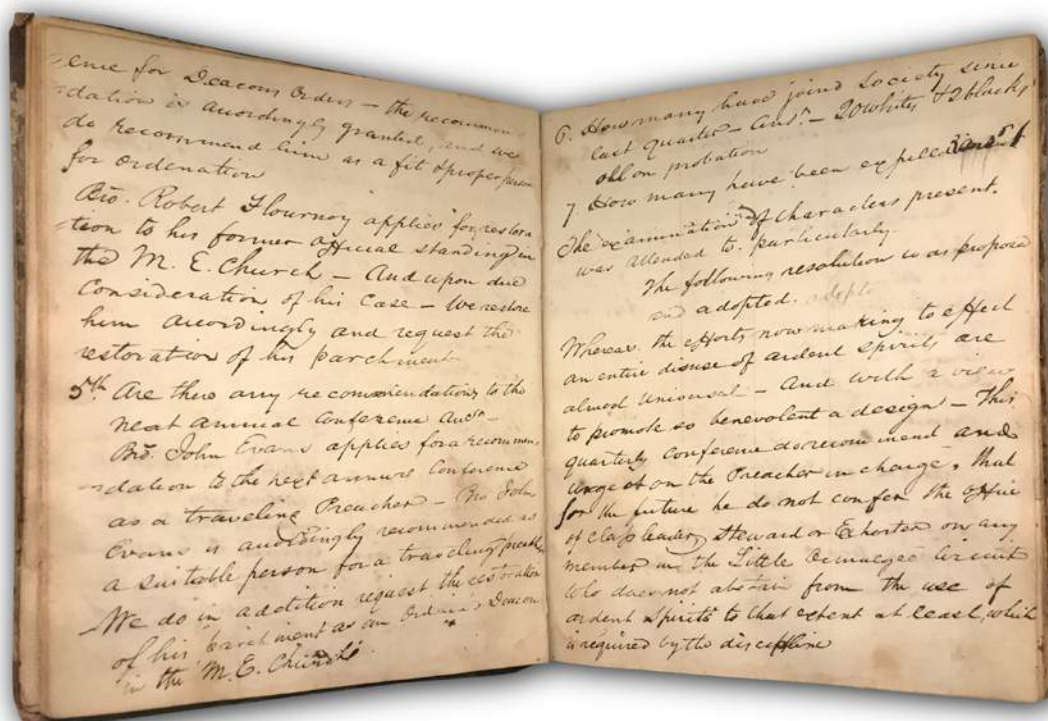 -ence for Deacons Orders – the recommen-
-dation is accordingly granted, and we
do recommend him as a fit & proper person
for ordenation
Bro. Robert Flournoy applies for restora
tion to his former official standing in
the M. E. Church – And upon due
Consideration of his Case – We restore
him accordingly and request the
restoration of his parchment
5th Are there any recommendations to the
next annual Conference Ansr –
Bro. John Evans applies for a recommen-
-dation to the next annual Conference
as a traveling Preacher – Bro John
Evans is accordingly recommended as
a suitable person for a traveling preacher
We do in addition request the restoration
of his parchment as an Ordaind Deacon
in the M. E. Church
6. How many have joined Society since
last quarter – Ansr. – 20 whites & 2 blacks
all on probation
7 How many have been expelled Ansr 1
The examination of characters present.
was attended to particularly.
The following resolution was proposed
and adopted.
Whereas the efforts now making to effect
an entire disuse of ardent spirits are
almost universal – And with a view
to promote so benevolent a design – This
quarterly conference do recommend and
urge it on the Preacher in charge, that
for the future he do not confer the office
of class leader, Steward or Exhorter on any
member in the Little Ocmulgee Circuit
who does not abstain from the use of
ardent spirits to that extent at least, which
is required by the discipline